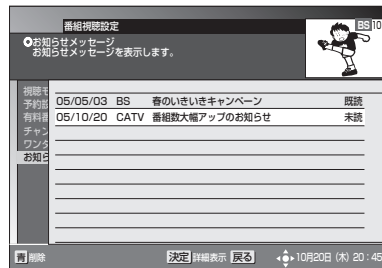 番組視聴設定
BS 10
お知らせメッセージ
お知らせメッセージを表示します。
視聴
予約
有料
チャン
ワンタ
お知ら
05/05/03 BS 春のいきいきキャンペーン 既読
05/10/20 CATV 番組数大幅アップのお知らせ 未読
青 削除 決定 詳細表示 戻る 10月20日 (木) 20:45